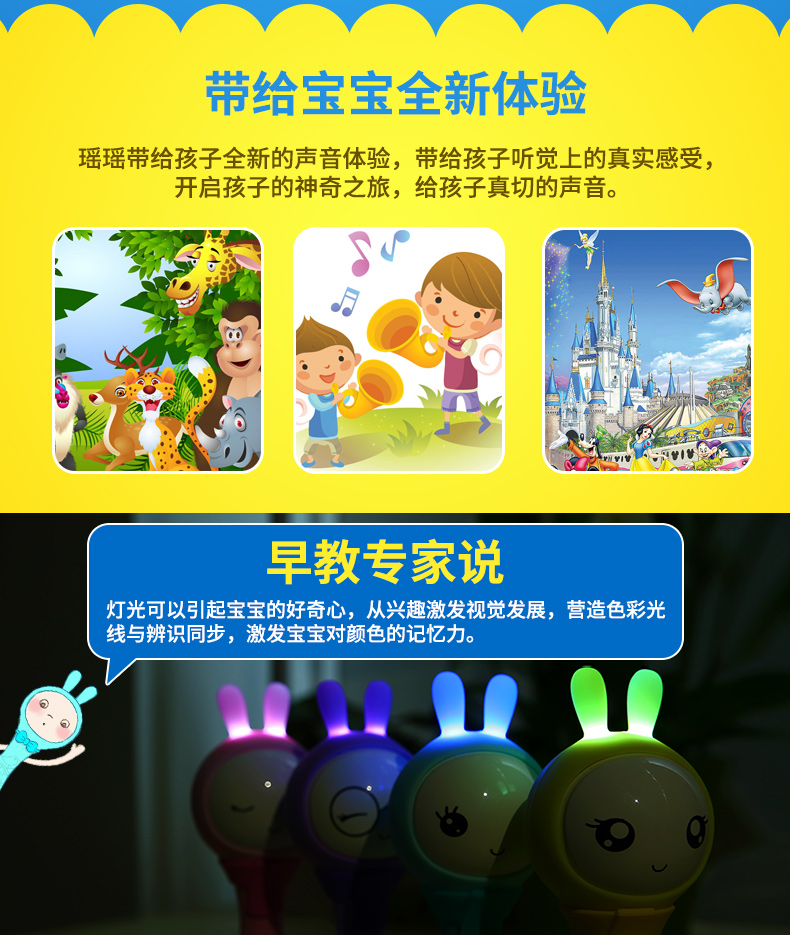 带给宝宝全新体验
瑶瑶带给孩子全新的声音体验，带给孩子听觉上的真实感受，
开启孩子的神奇之旅，给孩子真切的声音。
早教专家说
灯光可以引起宝宝的好奇心，从兴趣激发视觉发展，营造色彩光
线与辨识同步，激发宝宝对颜色的记忆力。